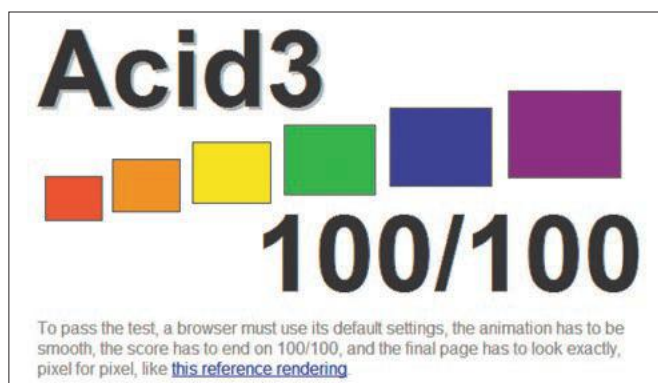 Acid3
100/100
To pass the test, a browser must use its default settings, the animation has to be
smooth, the score has to end on 100/100, and the final page has to look exactly,
pixel for pixel, like this reference rendering